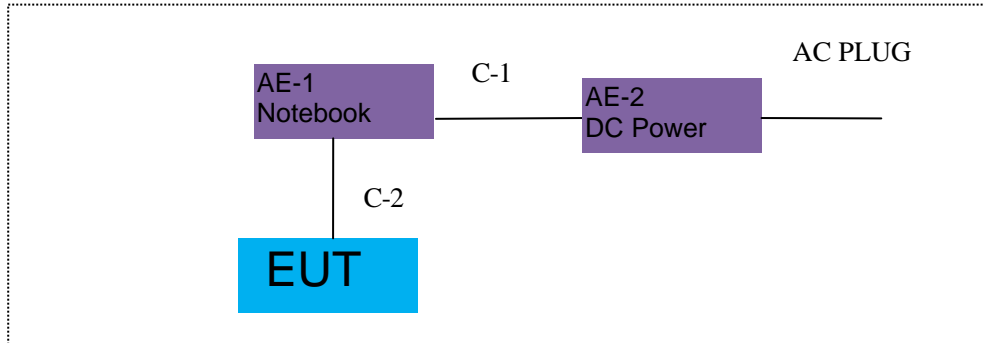 AC PLUG
C-1
AE-1
Notebook
AE-2
DC Power
C-2
EUT